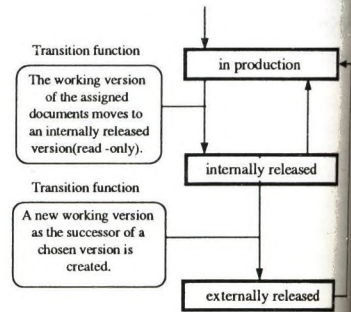 Transition function
in production
The working version
of the assigned
documents moves to
an internally released
version(read -only).
internally released
Transition function
A new working version
as the successor of a
chosen version is
created.
externally released